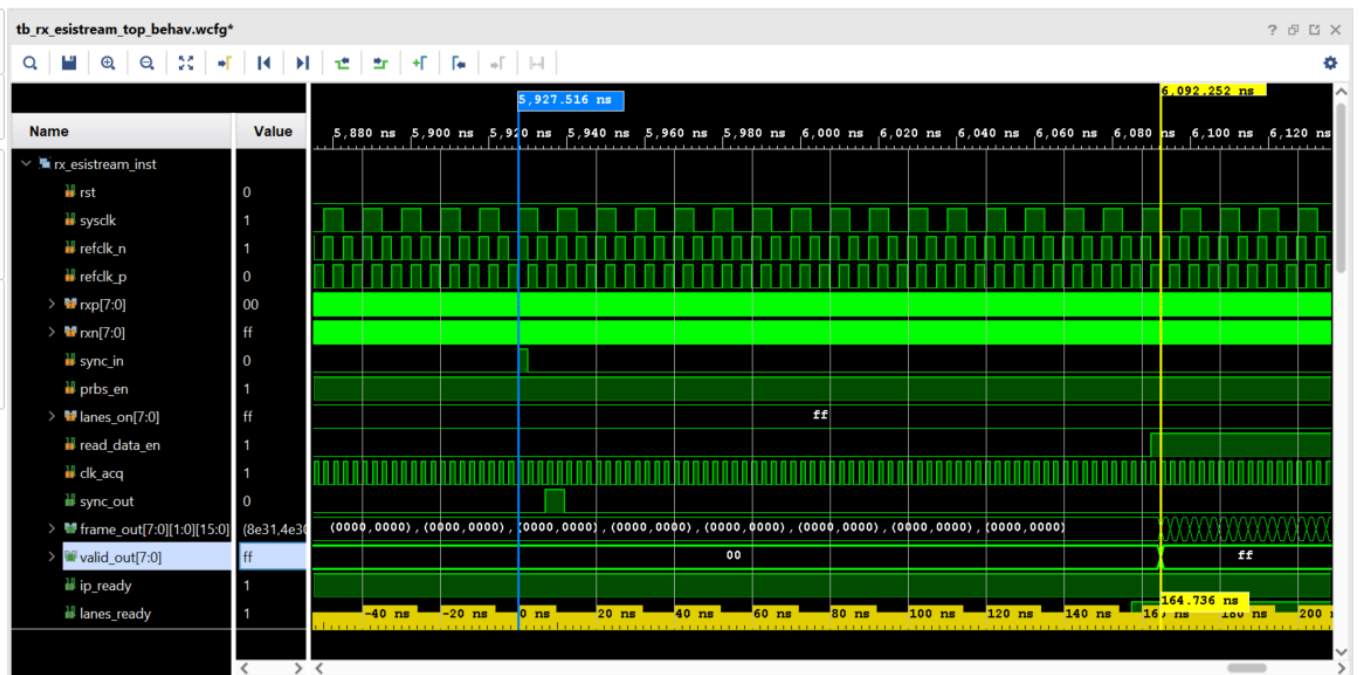 tb_rx_esistream_top_behav.wcfg*
5,927.516 ns
6,092.252 ns
Name Value
5,880 ns 5,900 ns 5,920 ns 5,940 ns 5,960 ns 5,980 ns 6,000 ns 6,020 ns 6,040 ns 6,060 ns 6,080 ns 6,100 ns 6,120 ns
rx_esistream_inst
rst 0
sysclk 1
refclk_n 1
refclk_p 0
rxp[7:0] 00
rxn[7:0] ff
sync_in 0
prbs_en 1
lanes_on[7:0] ff ff
read_data_en 1
clk_acq 1
sync_out 0
frame_out[7:0][1:0][15:0] (8e31,4e30 (0000,0000),(0000,0000),(0000,0000),(0000,0000),(0000,0000),(0000,0000),(0000,0000),(0000,0000)
valid_out[7:0] ff 00 ff
ip_ready 1
164.736 ns
lanes_ready 1
-40 ns -20 ns 0 ns 20 ns 40 ns 60 ns 80 ns 100 ns 120 ns 140 ns 160 ns 180 ns 200